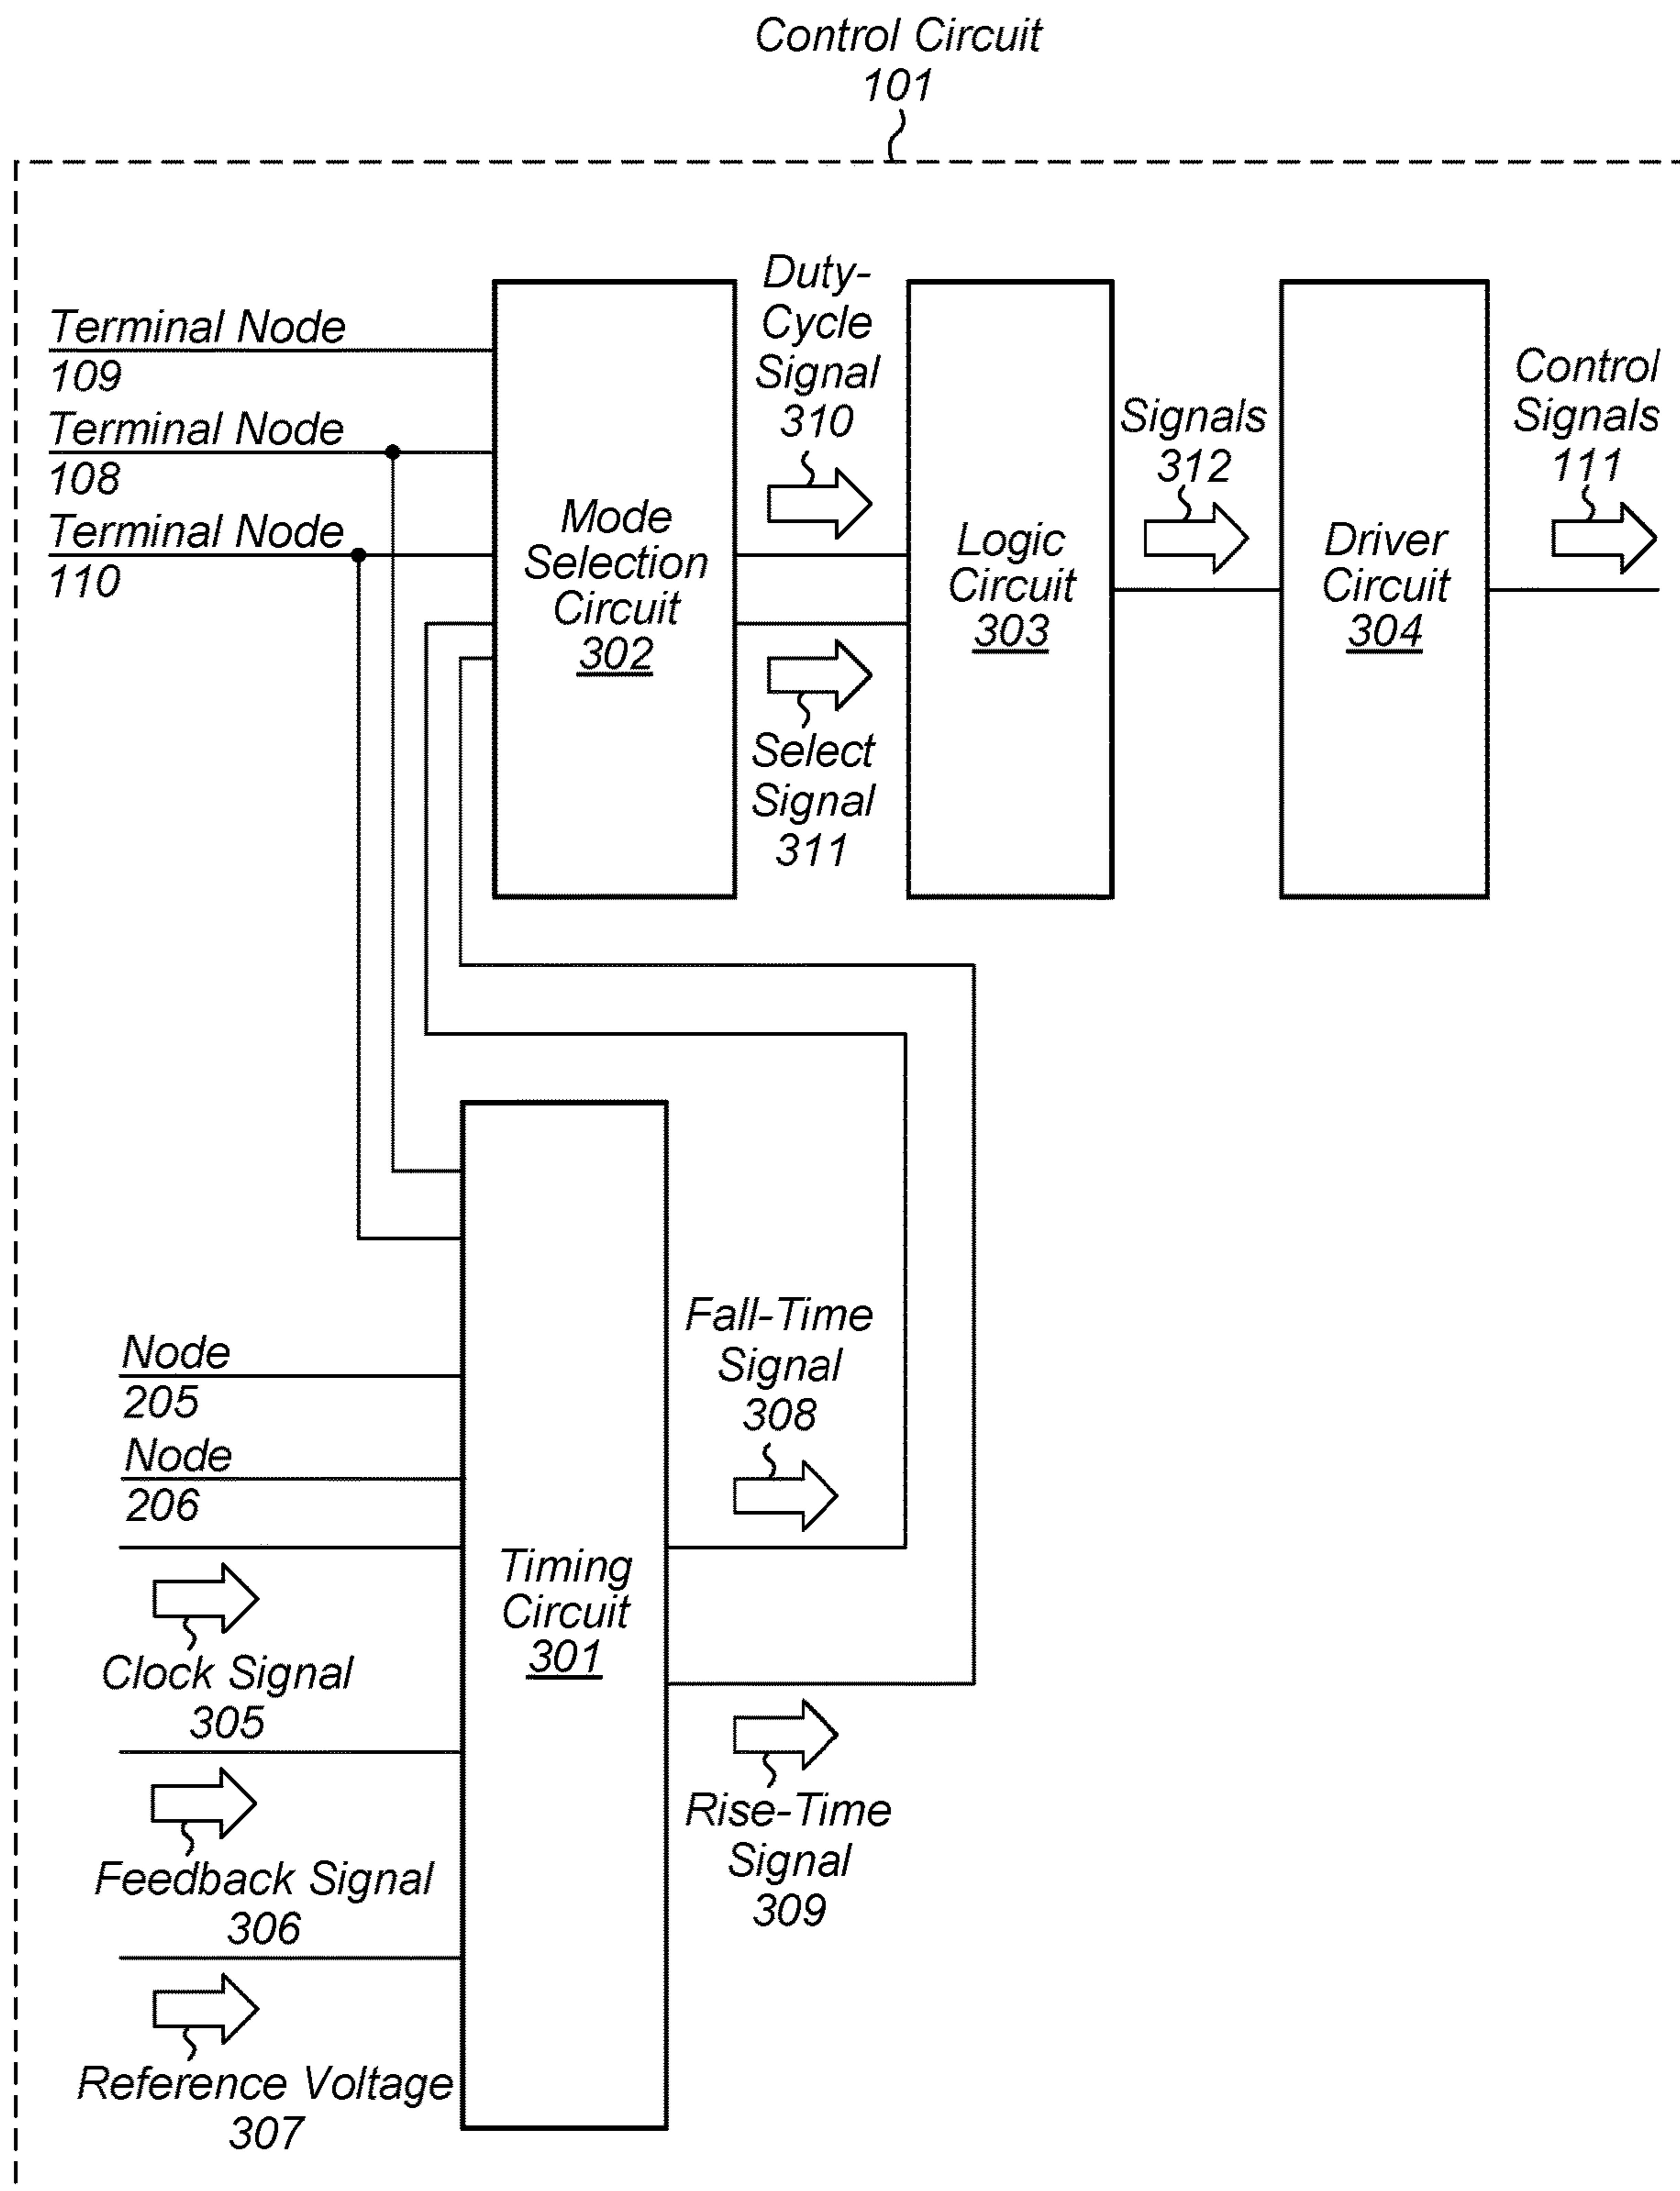 Control Circuit
101
Terminal Node
109
Terminal Node
108
Terminal Node
110
Mode
Selection
Circuit
302
Duty-
Cycle
Signal
310
Select
Signal
311
Logic
Circuit
303
Signals
312
Driver
Circuit
304
Control
Signals
111
Node
205
Node
206
Clock Signal
305
Feedback Signal
306
Reference Voltage
307
Timing
Circuit
301
Fall-Time
Signal
308
Rise-Time
Signal
309